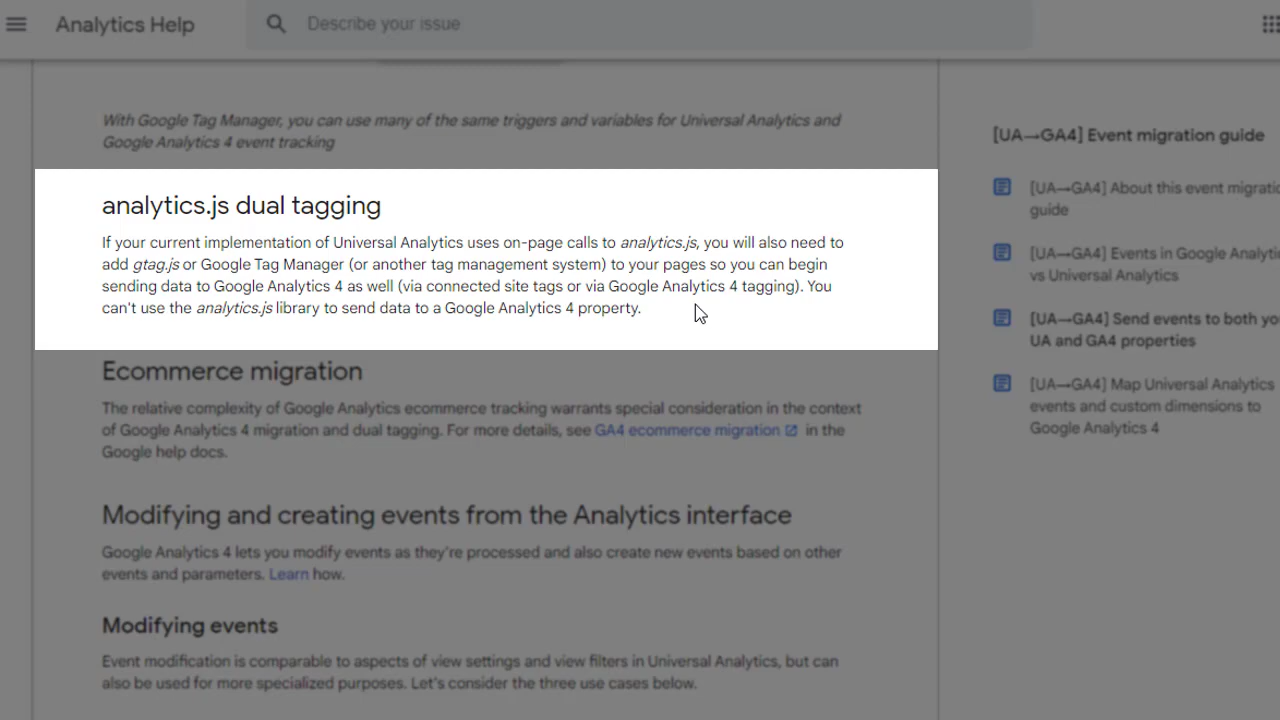 Analytics Help
Describe your issue
With Google Tag Manager, you can use many of the same triggers and variables for Universal Analytics and
Google Analytics 4 event tracking
analytics.js dual tagging
If your current implementation of Universal Analytics uses on-page calls to analytics.js, you will also need to
add gtag.js or Google Tag Manager (or another tag management system) to your pages so you can begin
sending data to Google Analytics 4 as well (via connected site tags or via Google Analytics 4 tagging). You
can't use the analytics.js library to send data to a Google Analytics 4 property.
Ecommerce migration
The relative complexity of Google Analytics ecommerce tracking warrants special consideration in the context
of Google Analytics 4 migration and dual tagging. For more details, see GA4 ecommerce migration in the
Google help docs.
Modifying and creating events from the Analytics interface
Google Analytics 4 lets you modify events as they're processed and also create new events based on other
events and parameters. Learn how.
Modifying events
Event modification is comparable to aspects of view settings and view filters in Universal Analytics, but can
also be used for more specialized purposes. Let's consider the three use cases below.
[UA→GA4] Event migration guide
[UA→GA4] About this event migratio
guide
[UA→GA4] Events in Google Analytic
vs Universal Analytics
[UA→GA4] Send events to both you
UA and GA4 properties
[UA→GA4] Map Universal Analytics
events and custom dimensions to
Google Analytics 4